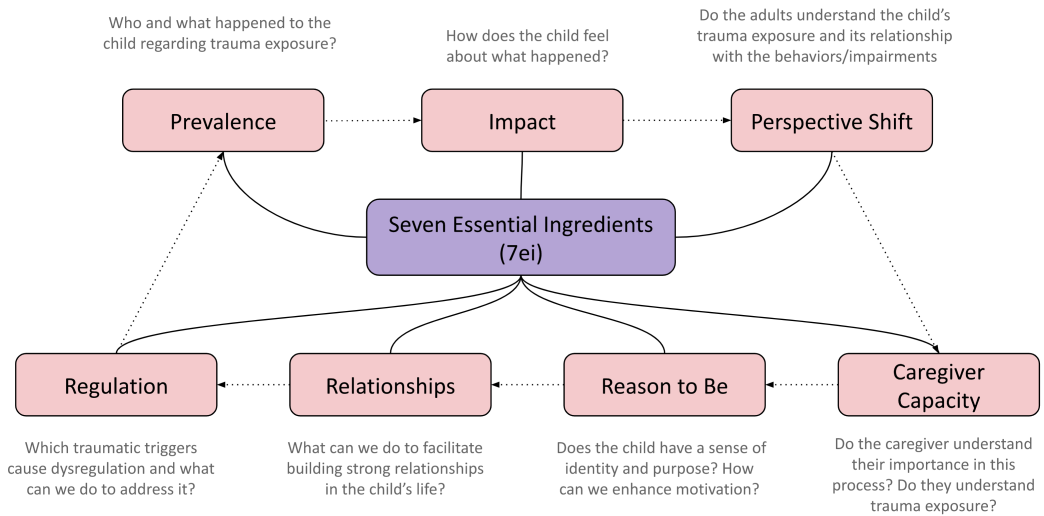 Who and what happened to the
child regarding trauma exposure?
How does the child feel
about what happened?
Do the adults understand the child’s
trauma exposure and its relationship
with the behaviors/impairments
Prevalence
Impact
Perspective Shift
Seven Essential Ingredients
(7ei)
Regulation
Relationships
Reason to Be
Caregiver
Capacity
Which traumatic triggers
cause dysregulation and what
can we do to address it?
What can we do to facilitate
building strong relationships
in the child’s life?
Does the child have a sense of
identity and purpose? How
can we enhance motivation?
Do the caregiver understand
their importance in this
process? Do they understand
trauma exposure?